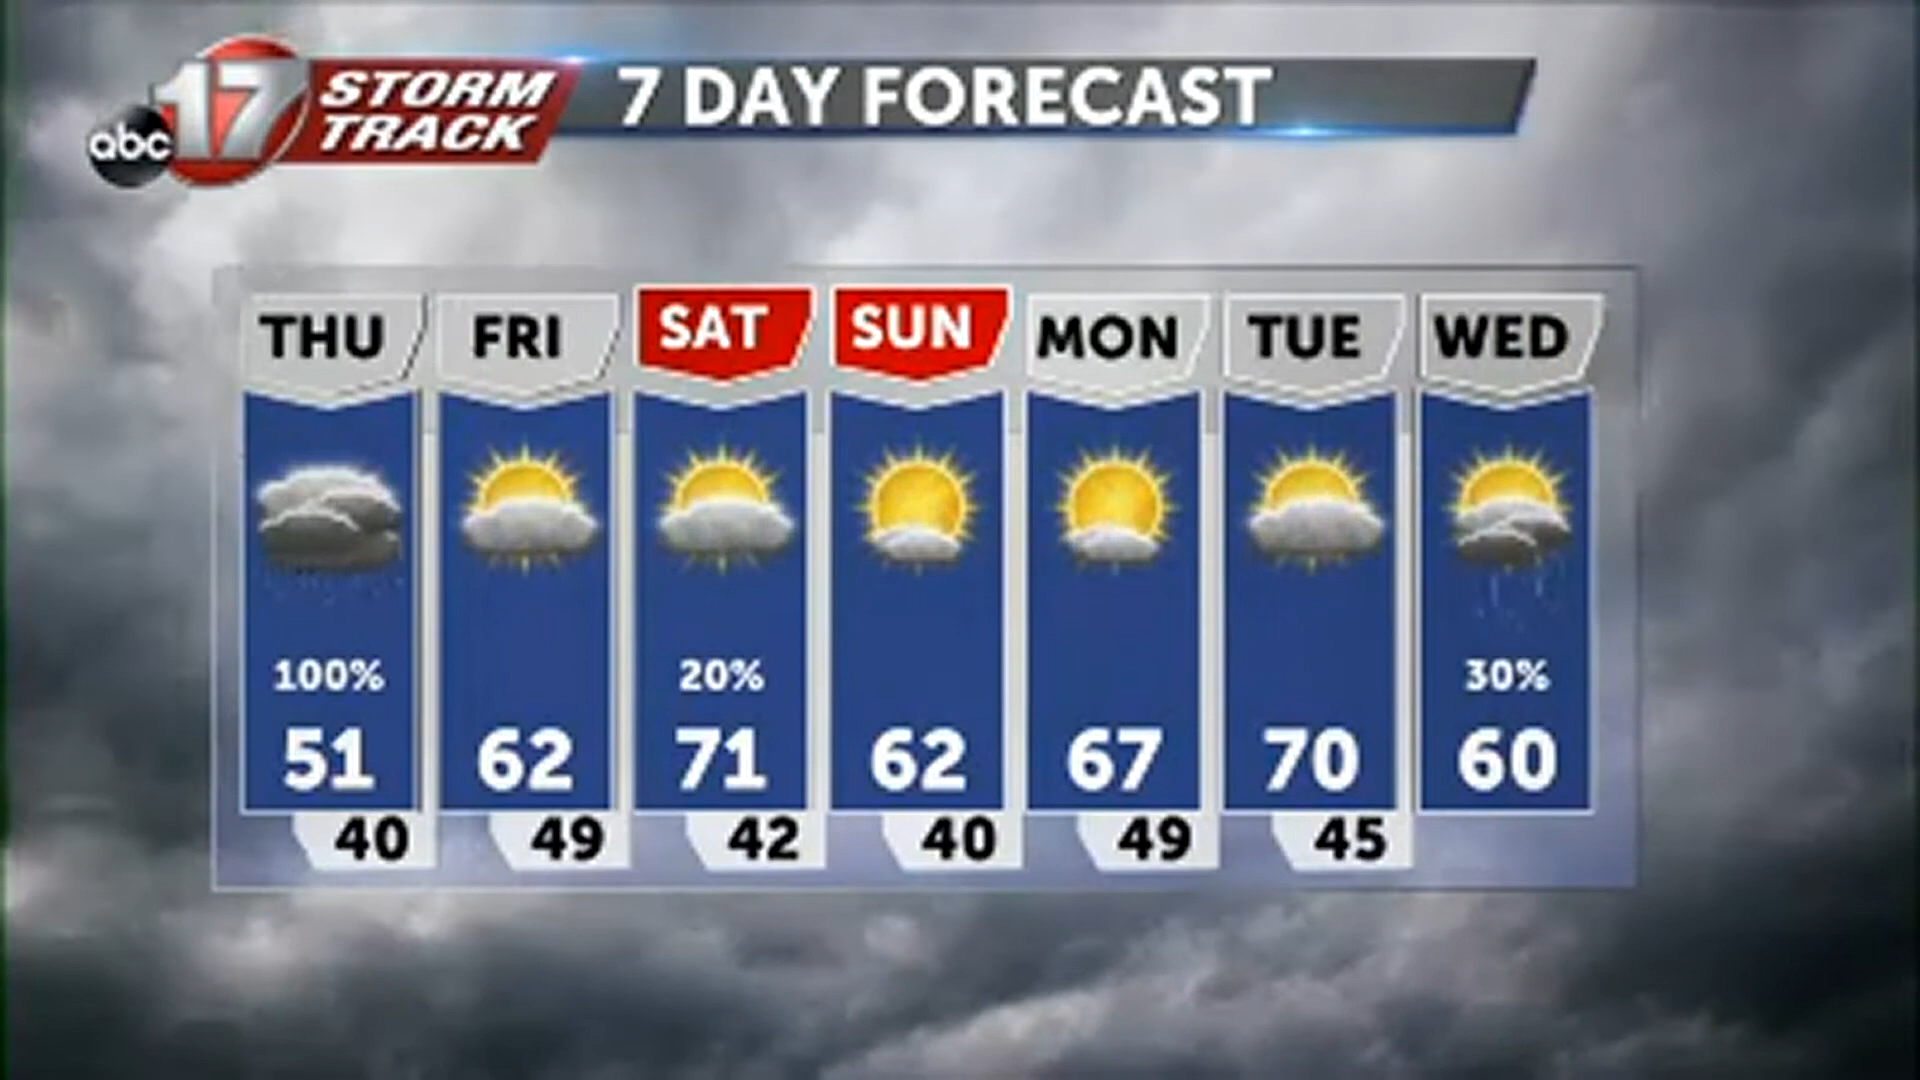 abc 17 STORM TRACK
7 DAY FORECAST
THU FRI SAT SUN MON TUE WED
100% 20% 30%
51 62 71 62 67 70 60
40 49 42 40 49 45